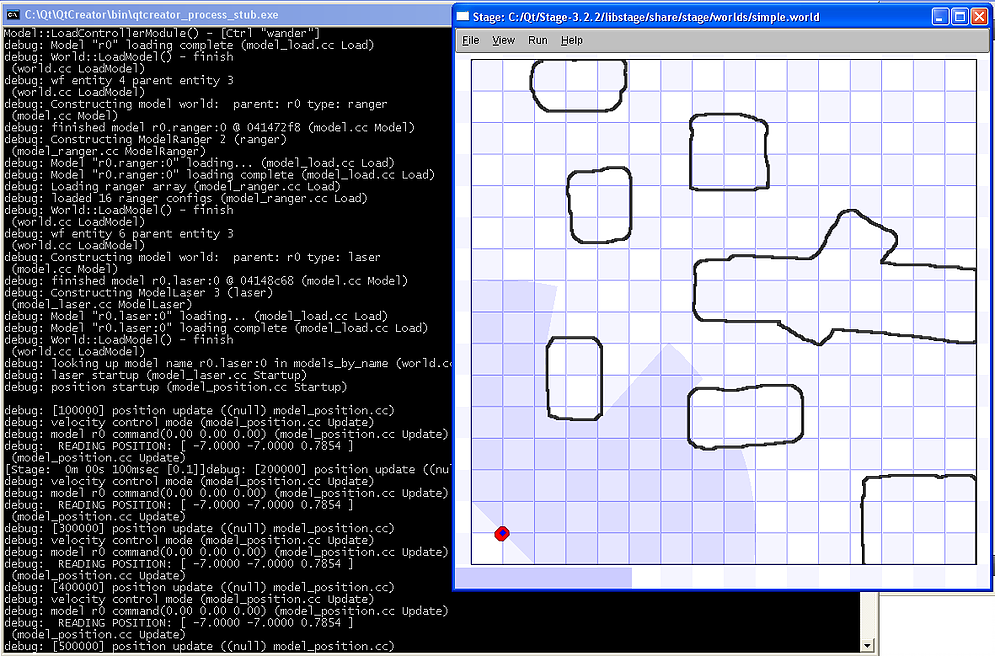 C:\Qt\QtCreator\bin\qtcreator_process_stub.exe
Model::LoadControllerModule() - [Ctrl "wander"]
debug: Model "r0" loading complete (model_load.cc Load)
debug: World::LoadModel() - finish
(world.cc LoadModel)
debug: wf entity 4 parent entity 3
(world.cc LoadModel)
debug: Constructing model world:  parent: r0 type: ranger
(model.cc Model)
debug: finished model r0.ranger:0 @ 041472f8 (model.cc Model)
debug: Constructing ModelRanger 2 (ranger)
(model_ranger.cc ModelRanger)
debug: Model "r0.ranger:0" loading... (model_load.cc Load)
debug: Model "r0.ranger:0" loading complete (model_load.cc Load)
debug: Loading ranger array (model_ranger.cc Load)
debug: loaded 16 ranger configs (model_ranger.cc Load)
debug: World::LoadModel() - finish
(world.cc LoadModel)
debug: wf entity 6 parent entity 3
(world.cc LoadModel)
debug: Constructing model world:  parent: r0 type: laser
(model.cc Model)
debug: finished model r0.laser:0 @ 04148c68 (model.cc Model)
debug: Constructing ModelLaser 3 (laser)
(model_laser.cc ModelLaser)
debug: Model "r0.laser:0" loading... (model_load.cc Load)
debug: Model "r0.laser:0" loading complete (model_load.cc Load)
debug: World::LoadModel() - finish
(world.cc LoadModel)
debug: looking up model name r0.laser:0 in models_by_name (world.cc
debug: laser startup (model_laser.cc Startup)
debug: position startup (model_position.cc Startup)
debug: [100000] position update ((null) model_position.cc)
debug: velocity control mode (model_position.cc Update)
debug: model r0 command(0.00 0.00 0.00) (model_position.cc Update)
debug:  READING POSITION: [ -7.0000 -7.0000 0.7854 ]
(model_position.cc Update)
[Stage:  0m 00s 100msec [0.1]]debug: [200000] position update ((nul
debug: velocity control mode (model_position.cc Update)
debug: model r0 command(0.00 0.00 0.00) (model_position.cc Update)
debug:  READING POSITION: [ -7.0000 -7.0000 0.7854 ]
(model_position.cc Update)
debug: [300000] position update ((null) model_position.cc)
debug: velocity control mode (model_position.cc Update)
debug: model r0 command(0.00 0.00 0.00) (model_position.cc Update)
debug:  READING POSITION: [ -7.0000 -7.0000 0.7854 ]
(model_position.cc Update)
debug: [400000] position update ((null) model_position.cc)
debug: velocity control mode (model_position.cc Update)
debug: model r0 command(0.00 0.00 0.00) (model_position.cc Update)
debug:  READING POSITION: [ -7.0000 -7.0000 0.7854 ]
(model_position.cc Update)
debug: [500000] position update ((null) model_position.cc)
Stage: C:/Qt/Stage-3.2.2/libstage/share/stage/worlds/simple.world
File View Run Help